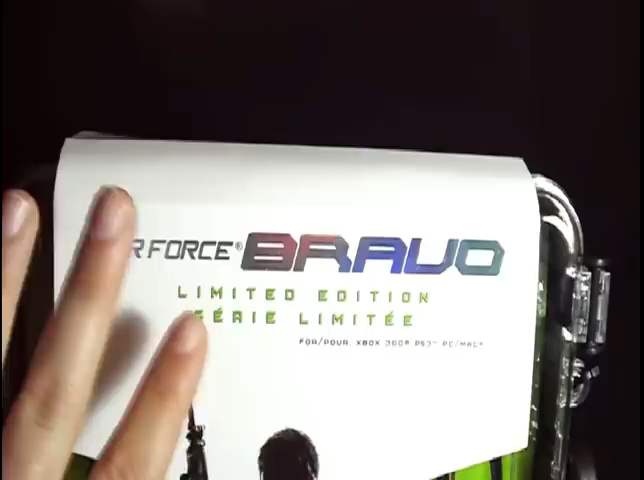 R FORCE® BRAVO
LIMITED EDITION
SÉRIE LIMITÉE
FOR/POUR XBOX 360® PS3™ PC/MAC®